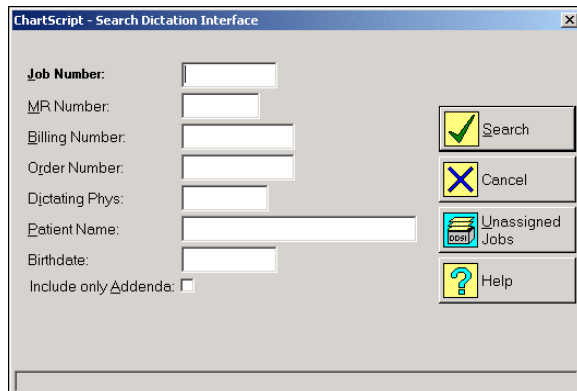 ChartScript - Search Dictation Interface
Job Number:
MR Number:
Billing Number:
Order Number:
Dictating Phys:
Patient Name:
Birthdate:
Include only Addenda:
Search
Cancel
DDSI
Unassigned
Jobs
Help